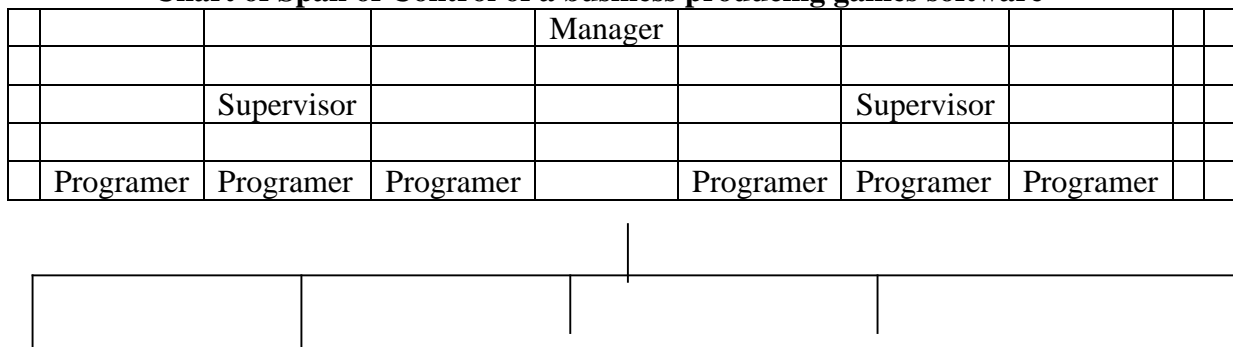 Chart of Span of Control of a business producing games software
Manager
Supervisor Supervisor
Programer Programer Programer Programer Programer Programer